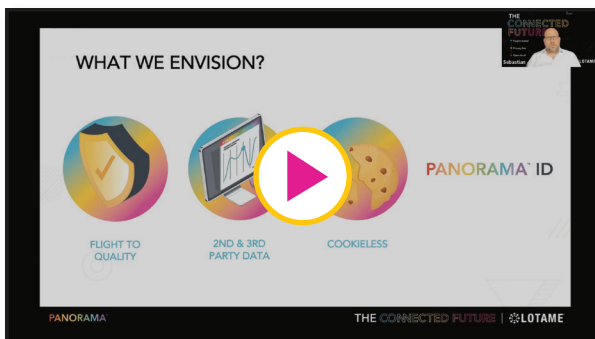 THE
CONNECTED
FUTURE
Sebastian
LOTAME
WHAT WE ENVISION?
PANORAMA™ ID
FLIGHT TO
QUALITY
2ND & 3RD
PARTY DATA
COOKIELESS
PANORAMA
THE CONNECTED FUTURE | LOTAME